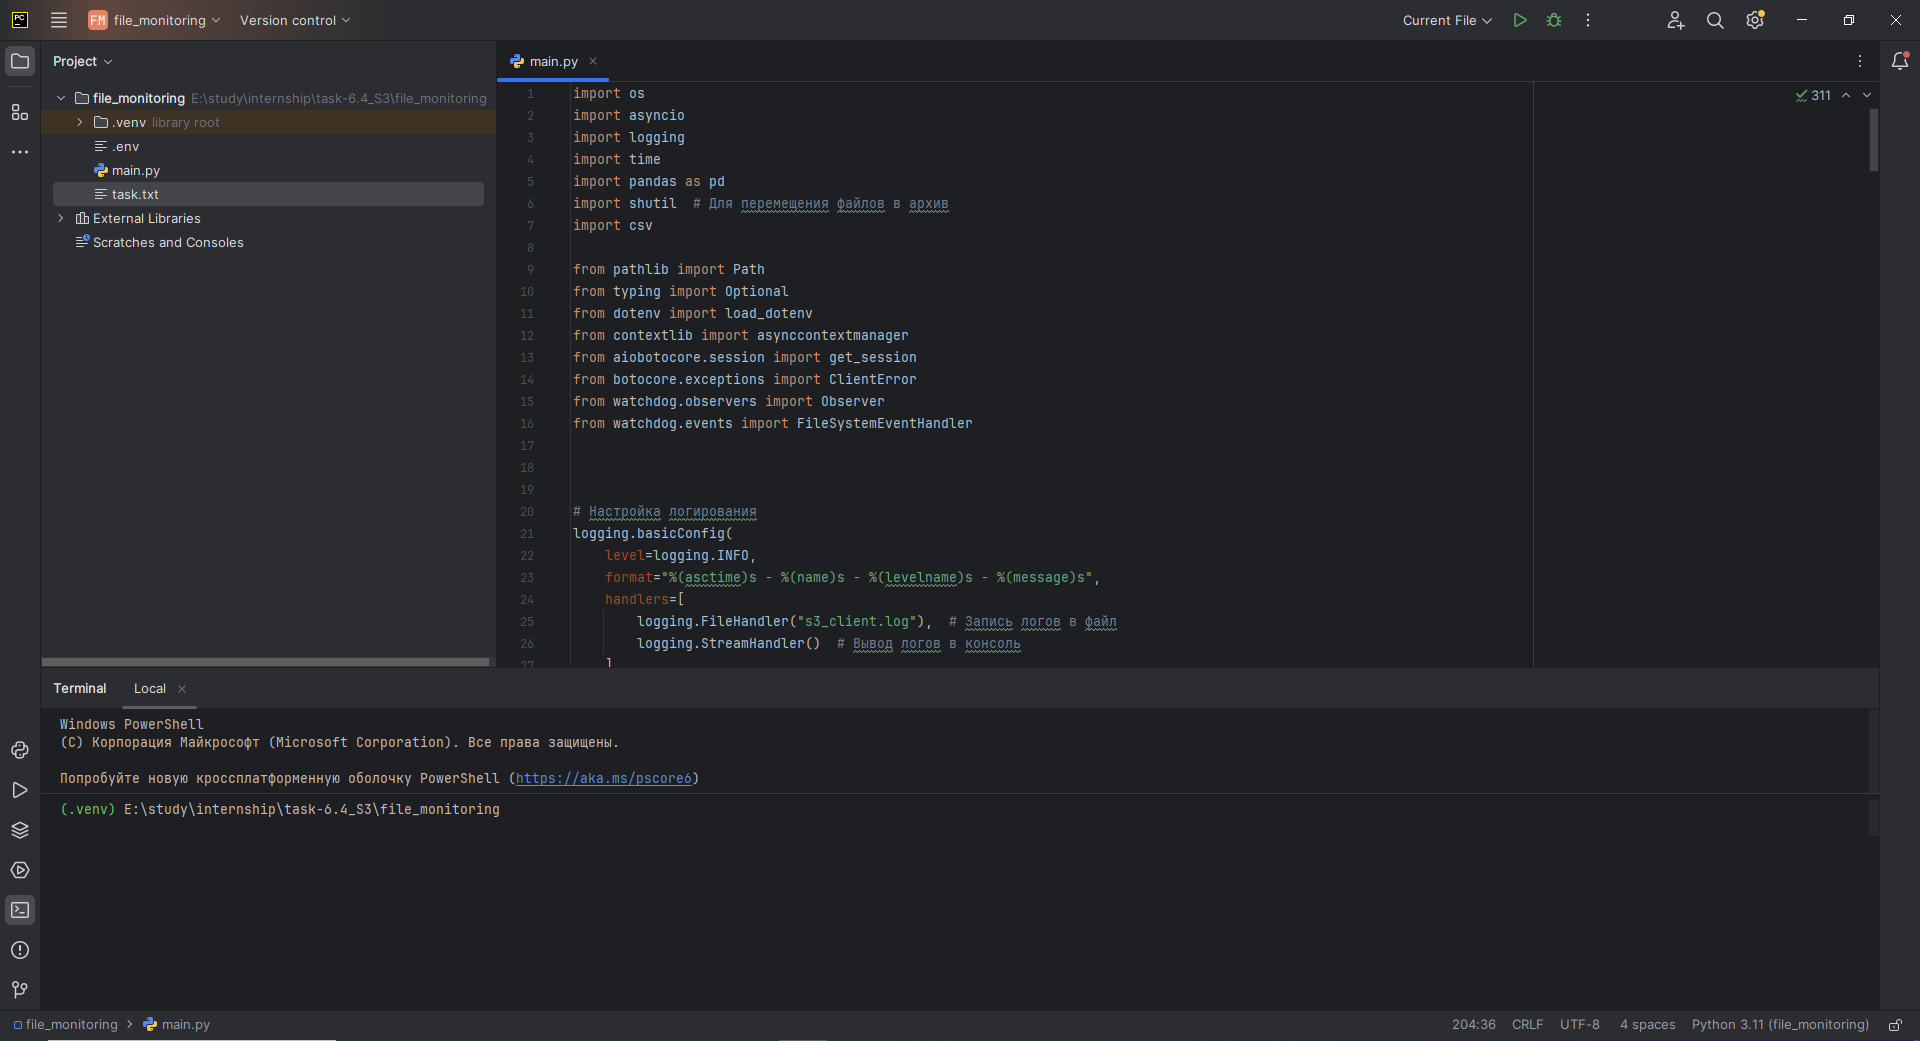 PC
FM file_monitoring Version control Current File
Project
main.py
file_monitoring E:\study\internship\task-6.4_S3\file_monitoring
.venv library root
.env
main.py
task.txt
External Libraries
Scratches and Consoles
311
1 import os
2 import asyncio
3 import logging
4 import time
5 import pandas as pd
6 import shutil  # Для перемещения файлов в архив
7 import csv
8
9 from pathlib import Path
10 from typing import Optional
11 from dotenv import load_dotenv
12 from contextlib import asynccontextmanager
13 from aiobotocore.session import get_session
14 from botocore.exceptions import ClientError
15 from watchdog.observers import Observer
16 from watchdog.events import FileSystemEventHandler
17
18
19
20 # Настройка логирования
21 logging.basicConfig(
22     level=logging.INFO,
23     format="%(asctime)s - %(name)s - %(levelname)s - %(message)s",
24     handlers=[
25         logging.FileHandler("s3_client.log"),  # Запись логов в файл
26         logging.StreamHandler()  # Вывод логов в консоль
27     ]
Terminal Local
Windows PowerShell
(C) Корпорация Майкрософт (Microsoft Corporation). Все права защищены.
Попробуйте новую кроссплатформенную оболочку PowerShell (https://aka.ms/pscore6)
(.venv) E:\study\internship\task-6.4_S3\file_monitoring
file_monitoring > main.py 204:36 CRLF UTF-8 4 spaces Python 3.11 (file_monitoring)